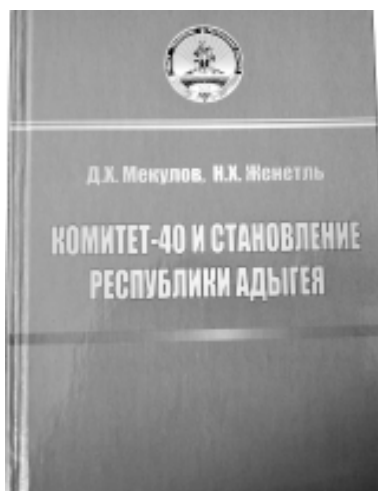 Д.Х. Мекулов, Н.Х. Женетль
КОМИТЕТ-40 И СТАНОВЛЕНИЕ
РЕСПУБЛИКИ АДЫГЕЯ